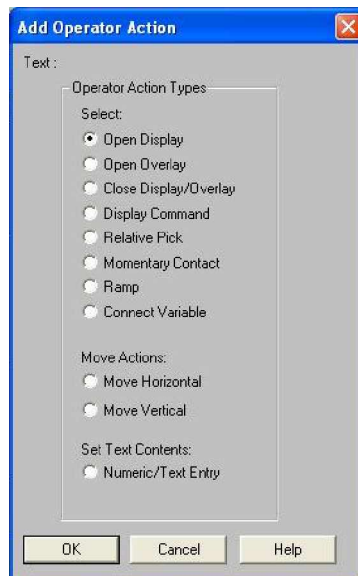 Add Operator Action
Text :
Operator Action Types
Select:
Open Display
Open Overlay
Close Display/Overlay
Display Command
Relative Pick
Momentary Contact
Ramp
Connect Variable
Move Actions:
Move Horizontal
Move Vertical
Set Text Contents:
Numeric/Text Entry
OK Cancel Help